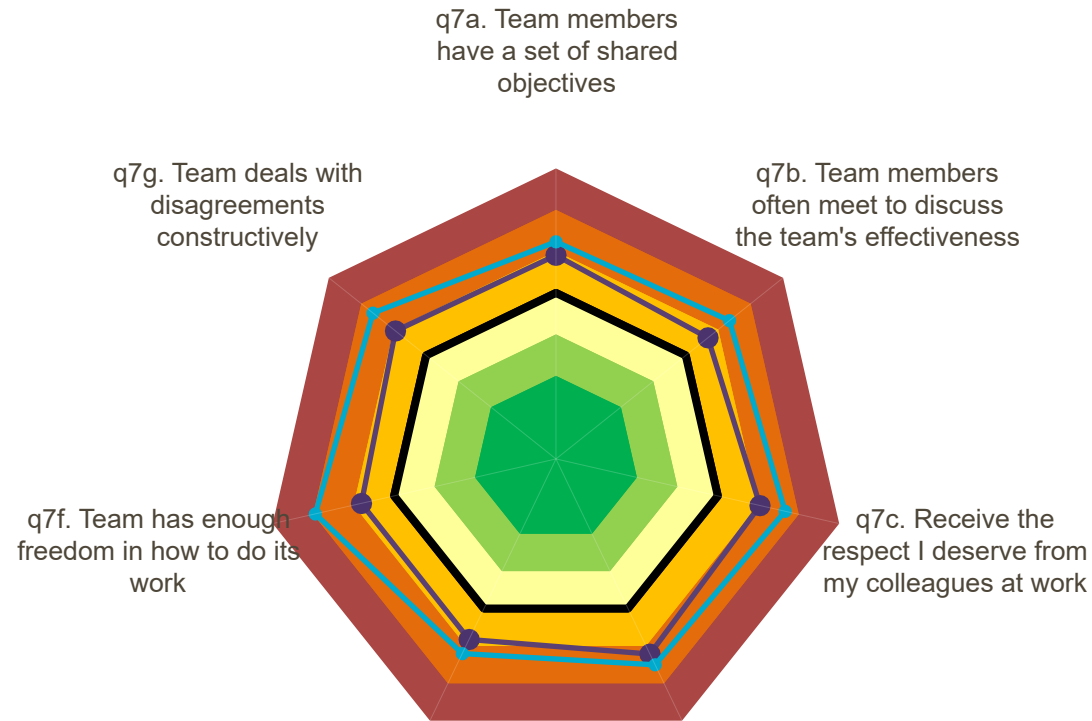 q7a. Team members
have a set of shared
objectives
q7b. Team members
often meet to discuss
the team's effectiveness
q7c. Receive the
respect I deserve from
my colleagues at work
q7f. Team has enough
freedom in how to do its
work
q7g. Team deals with
disagreements
constructively